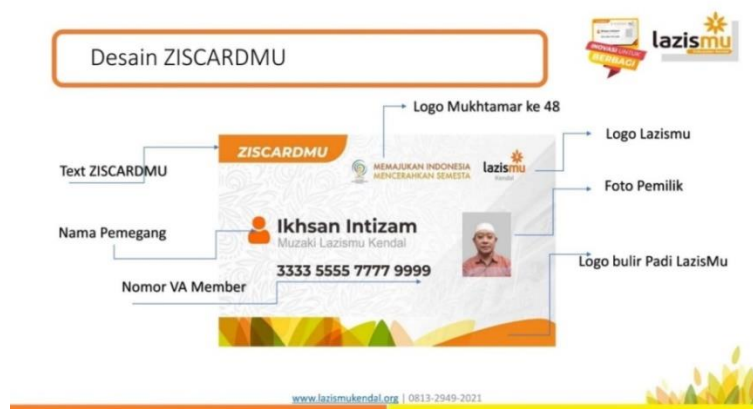 Desain ZISCARDMU
INOVASI UNTUK
BERBAGI
lazismu
Logo Mukhtamar ke 48
Text ZISCARDMU
ZISCARDMU
MEMAJUKAN INDONESIA
MENCERAHKAN SEMESTA
lazismu
Kendal
Logo Lazismu
Foto Pemilik
Nama Pemegang
Ikhsan Intizam
Muzaki Lazismu Kendal
Logo bulir Padi LazisMu
Nomor VA Member
3333 5555 7777 9999
www.lazismukendal.org | 0813-2949-2021